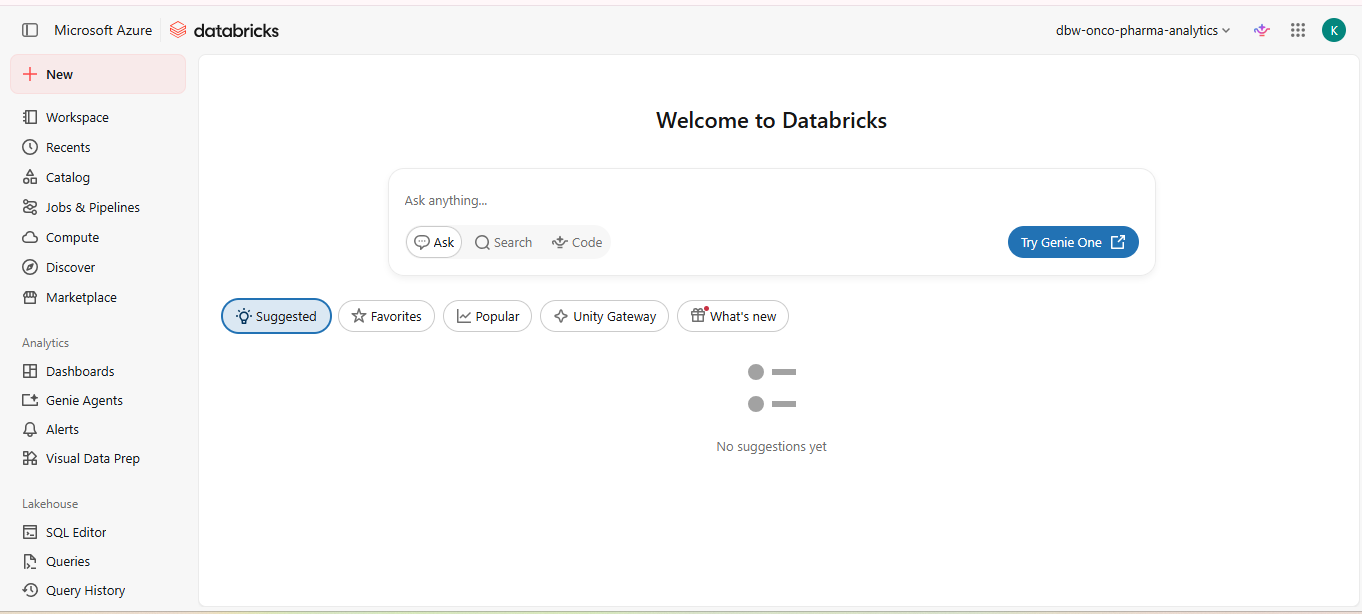 Microsoft Azure databricks
dbw-onco-pharma-analytics
K
New
Workspace
Recents
Catalog
Jobs & Pipelines
Compute
Discover
Marketplace
Analytics
Dashboards
Genie Agents
Alerts
Visual Data Prep
Lakehouse
SQL Editor
Queries
Query History
Welcome to Databricks
Ask anything...
Ask Search Code
Try Genie One
Suggested Favorites Popular Unity Gateway What's new
No suggestions yet